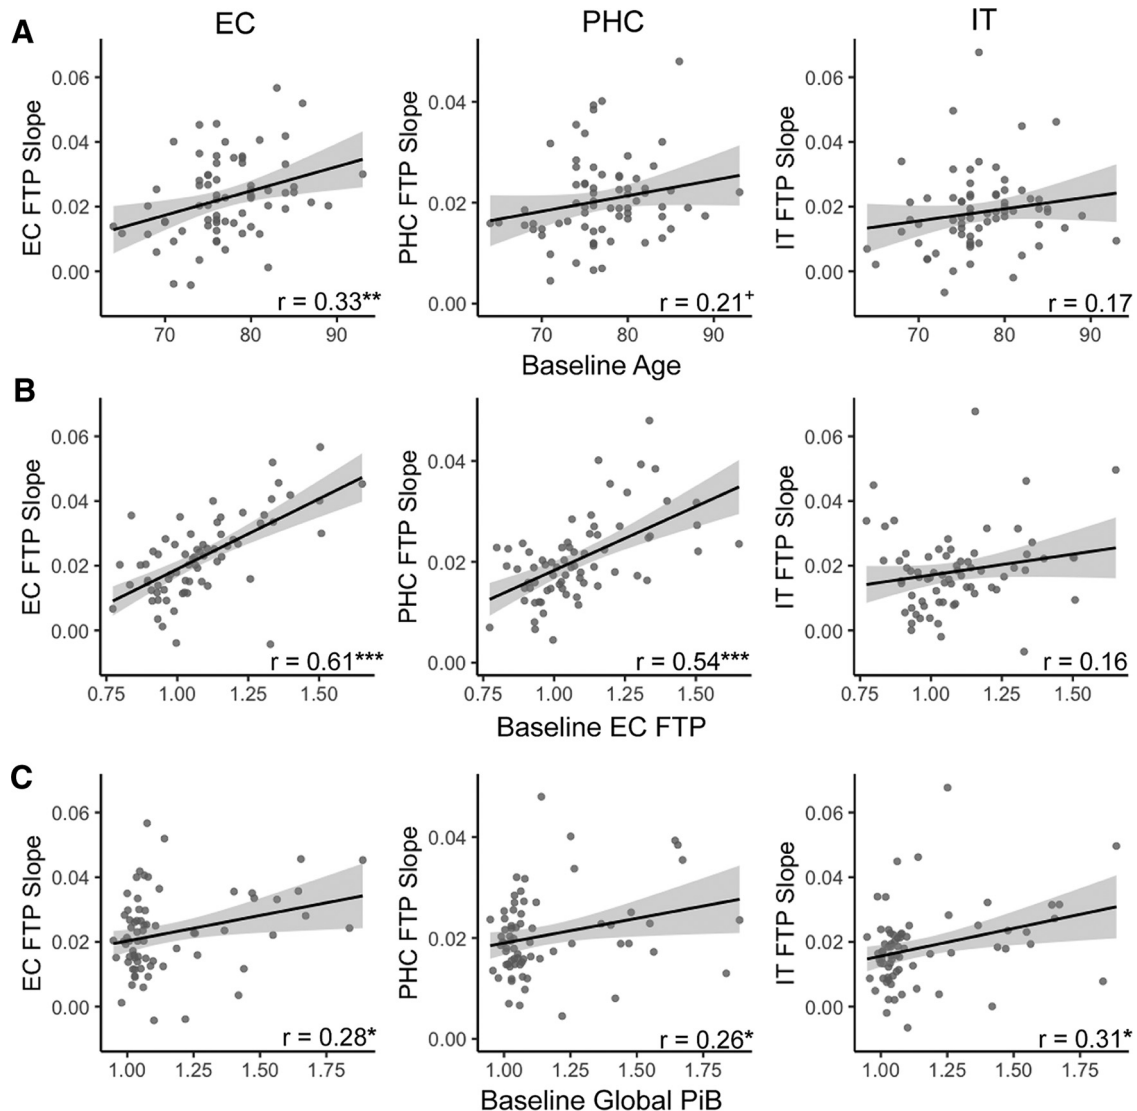 A EC PHC IT
EC FTP Slope
0.06
0.04
0.02
0.00
r = 0.33**
70 80 90
PHC FTP Slope
0.04
0.02
0.00
r = 0.21+
70 80 90
IT FTP Slope
0.06
0.04
0.02
0.00
r = 0.17
70 80 90
Baseline Age
B
EC FTP Slope
0.06
0.04
0.02
0.00
r = 0.61***
0.75 1.00 1.25 1.50
PHC FTP Slope
0.04
0.02
0.00
r = 0.54***
0.75 1.00 1.25 1.50
IT FTP Slope
0.06
0.04
0.02
0.00
r = 0.16
0.75 1.00 1.25 1.50
Baseline EC FTP
C
EC FTP Slope
0.06
0.04
0.02
0.00
r = 0.28*
1.00 1.25 1.50 1.75
PHC FTP Slope
0.04
0.02
0.00
r = 0.26*
1.00 1.25 1.50 1.75
IT FTP Slope
0.06
0.04
0.02
0.00
r = 0.31*
1.00 1.25 1.50 1.75
Baseline Global PiB